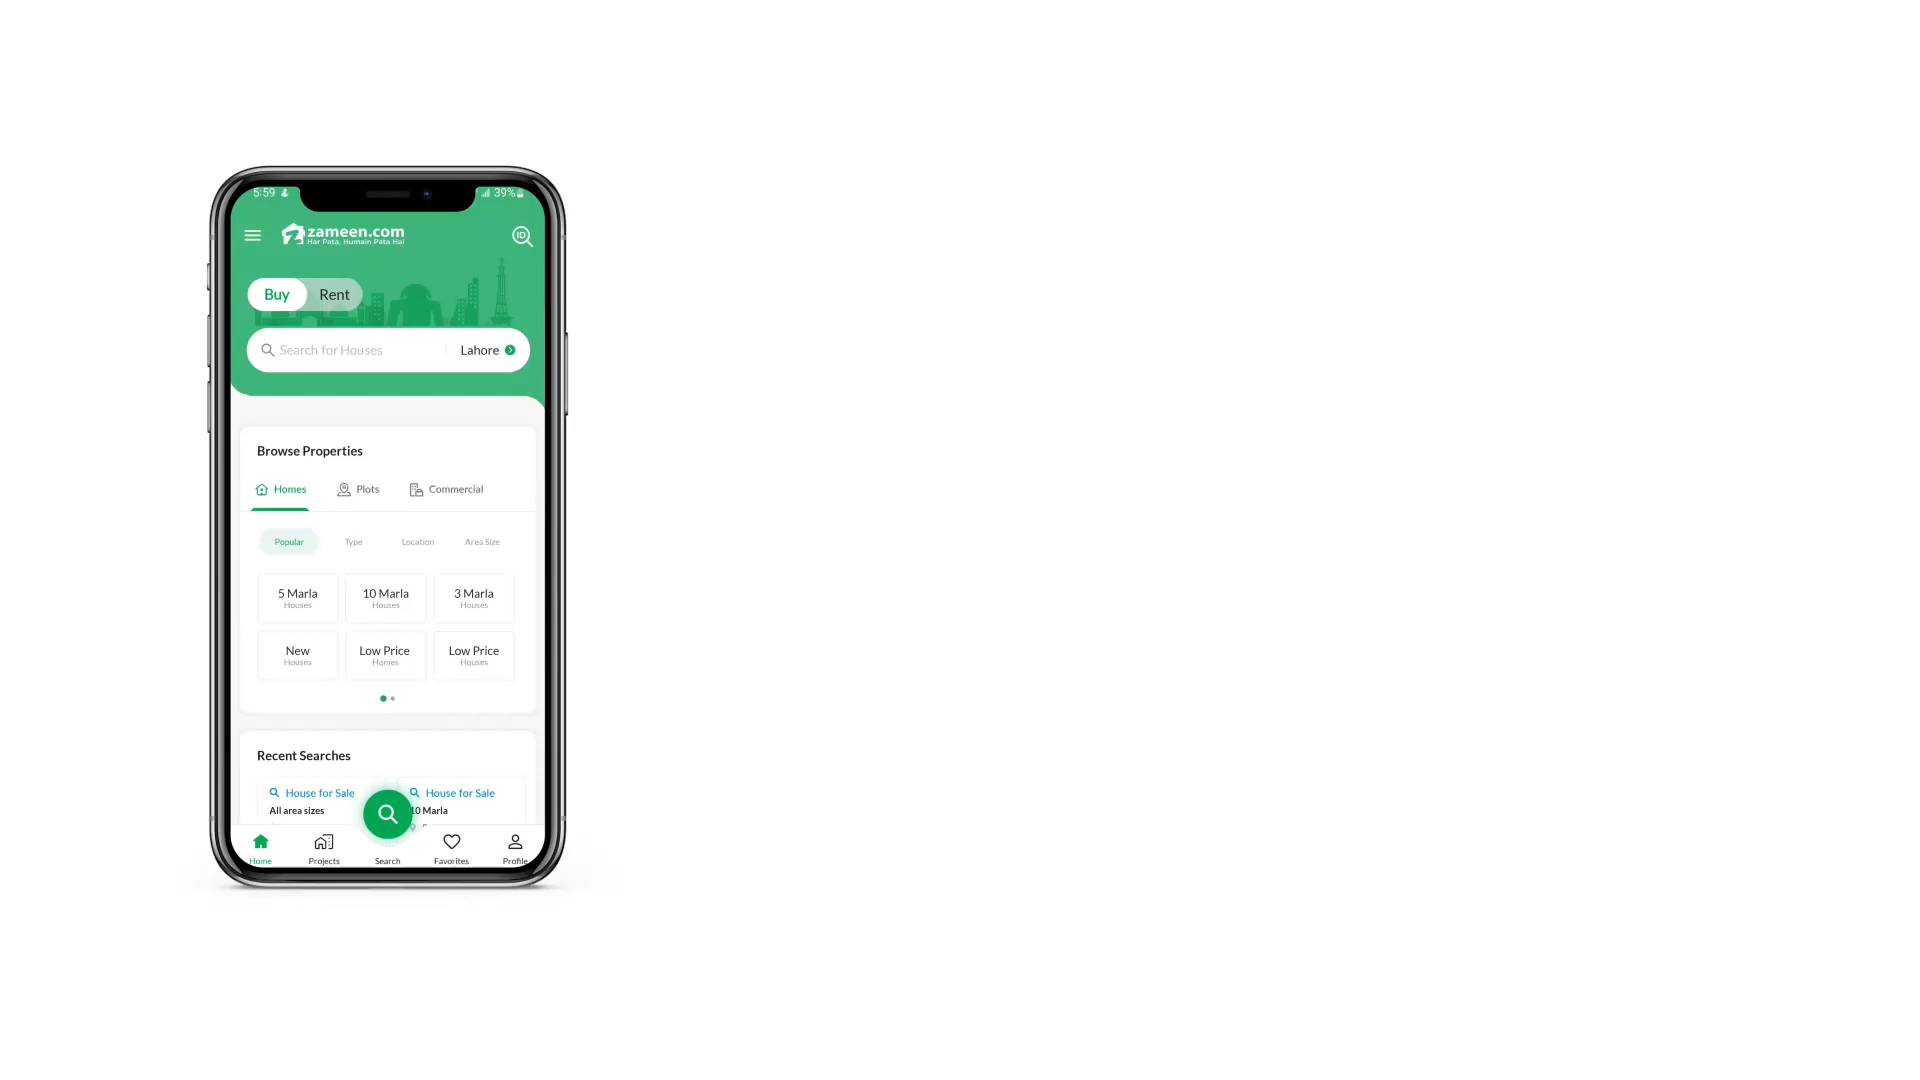 5:59
39%
zameen.com
Har Pata, Humain Pata Hai
ID
Buy Rent
Search for Houses Lahore
Browse Properties
Homes Plots Commercial
Popular Type Location Area Size
5 Marla 10 Marla 3 Marla
Houses Houses Houses
New Low Price Low Price
Houses Homes Houses
Recent Searches
House for Sale House for Sale
All area sizes 10 Marla
Home Projects Search Favorites Profile